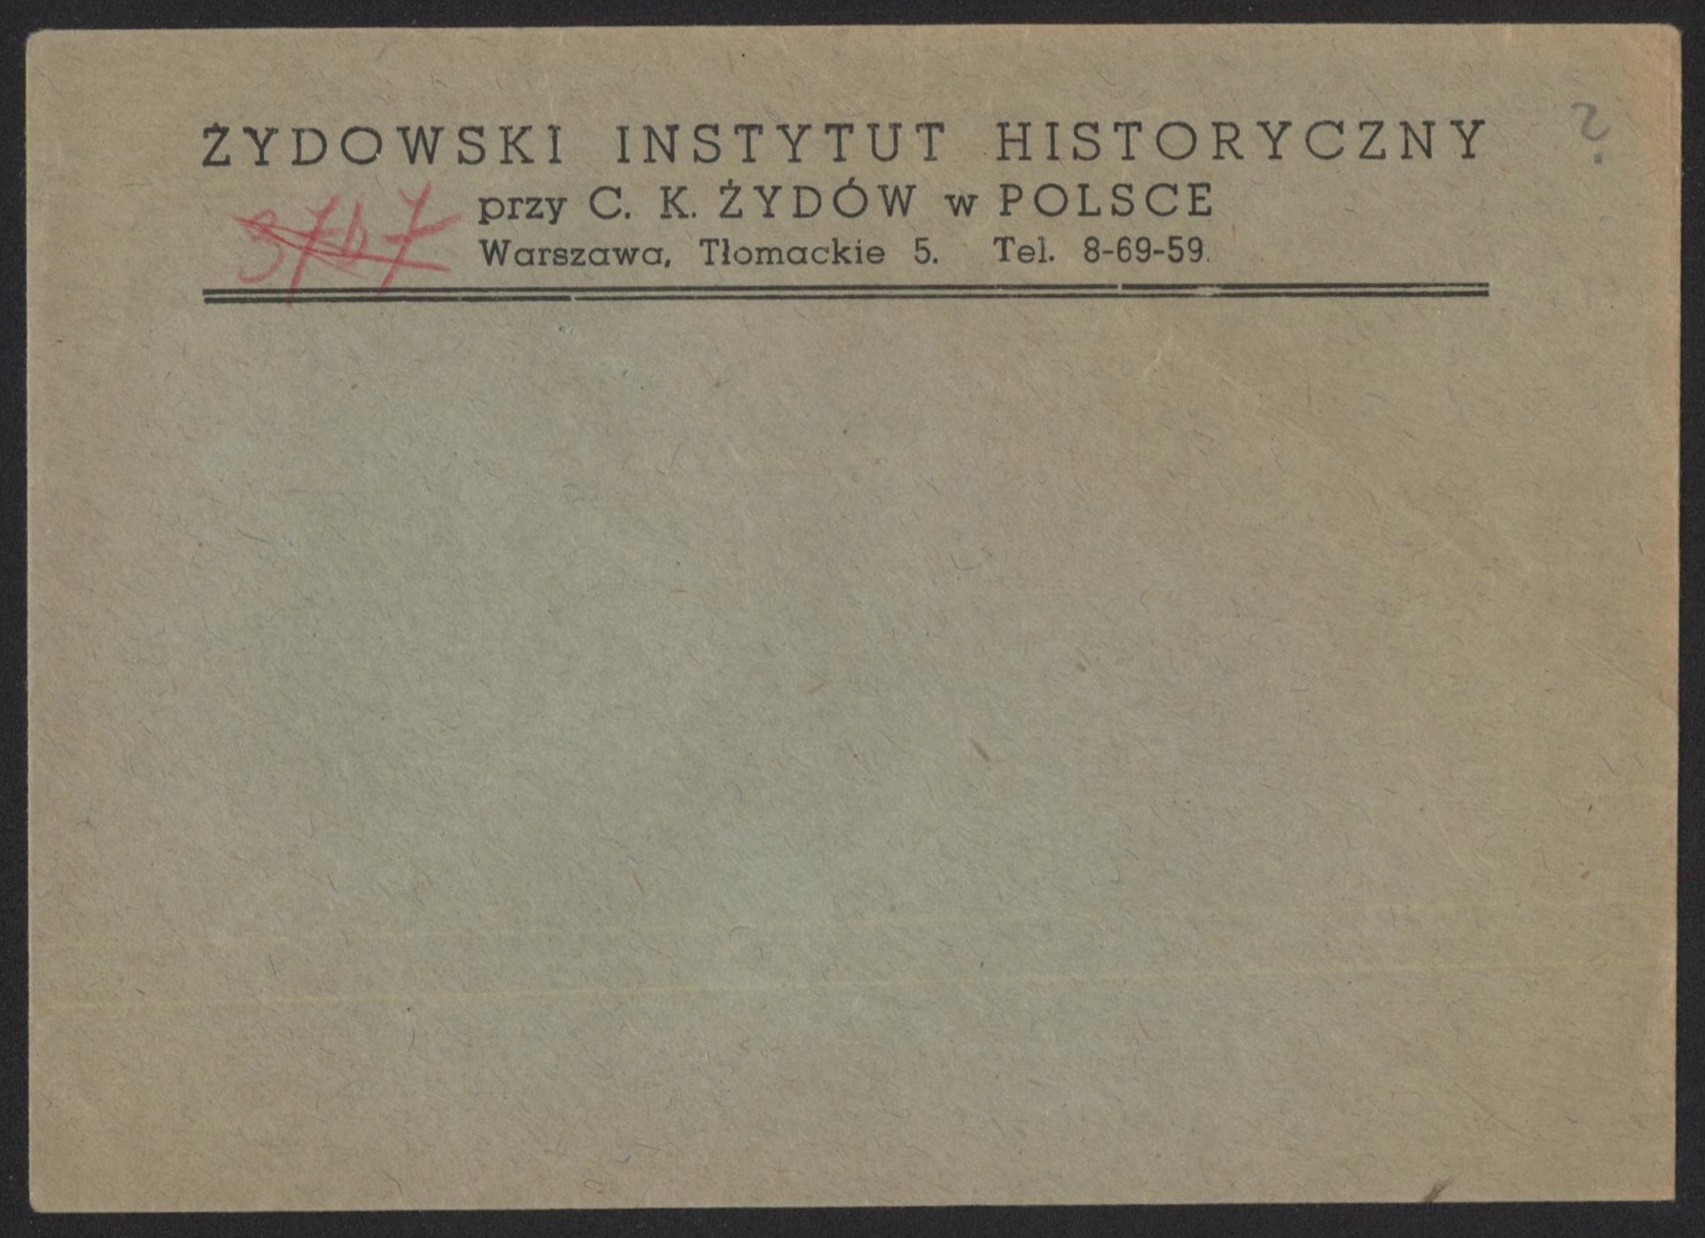 ŻYDOWSKI INSTYTUT HISTORYCZNY
?
przy C. K. ŻYDÓW w POLSCE
Warszawa, Tłomackie 5. Tel. 8-69-59.